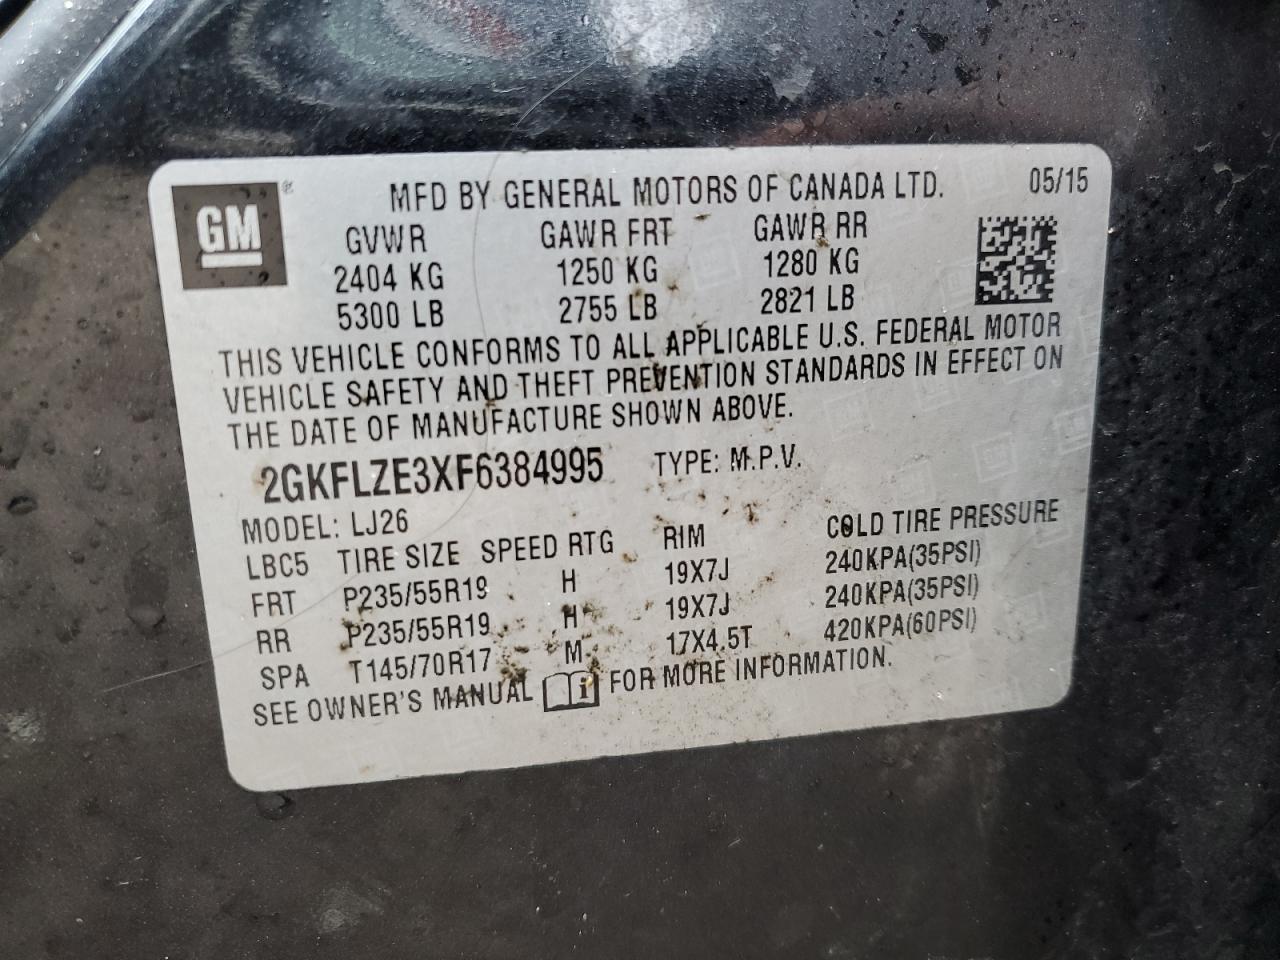 GM® MFD BY GENERAL MOTORS OF CANADA LTD. 05/15
GVWR GAWR FRT GAWR RR
2404 KG 1250 KG 1280 KG
5300 LB 2755 LB 2821 LB
THIS VEHICLE CONFORMS TO ALL APPLICABLE U.S. FEDERAL MOTOR
VEHICLE SAFETY AND THEFT PREVENTION STANDARDS IN EFFECT ON
THE DATE OF MANUFACTURE SHOWN ABOVE.
2GKFLZE3XF6384995 TYPE: M.P.V.
MODEL: LJ26
LBC5 TIRE SIZE SPEED RTG RIM COLD TIRE PRESSURE
FRT P235/55R19 H 19X7J 240KPA(35PSI)
RR P235/55R19 H 19X7J 240KPA(35PSI)
SPA T145/70R17 M 17X4.5T 420KPA(60PSI)
SEE OWNER'S MANUAL FOR MORE INFORMATION.